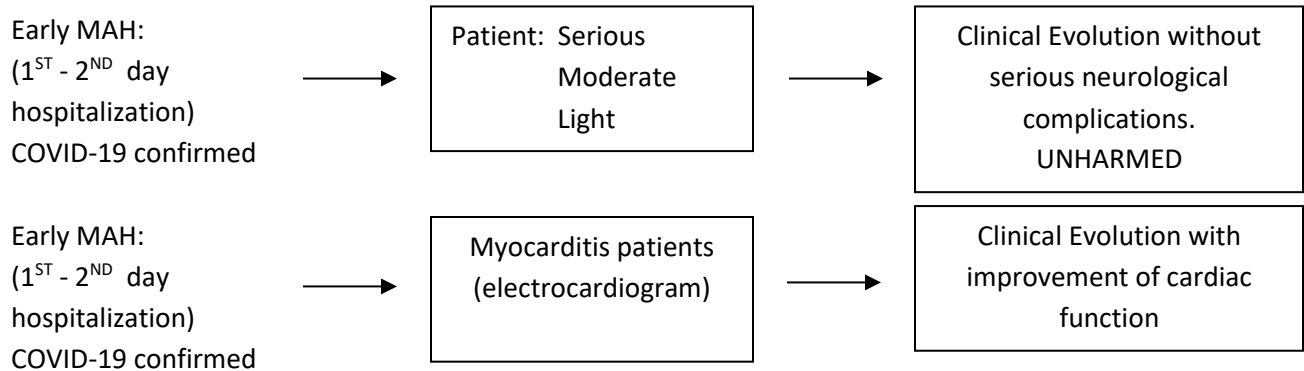 Early MAH:
(1ST - 2ND day
hospitalization)
COVID-19 confirmed
Patient: Serious
Moderate
Light
Clinical Evolution without
serious neurological
complications.
UNHARMED
Early MAH:
(1ST - 2ND day
hospitalization)
COVID-19 confirmed
Myocarditis patients
(electrocardiogram)
Clinical Evolution with
improvement of cardiac
function